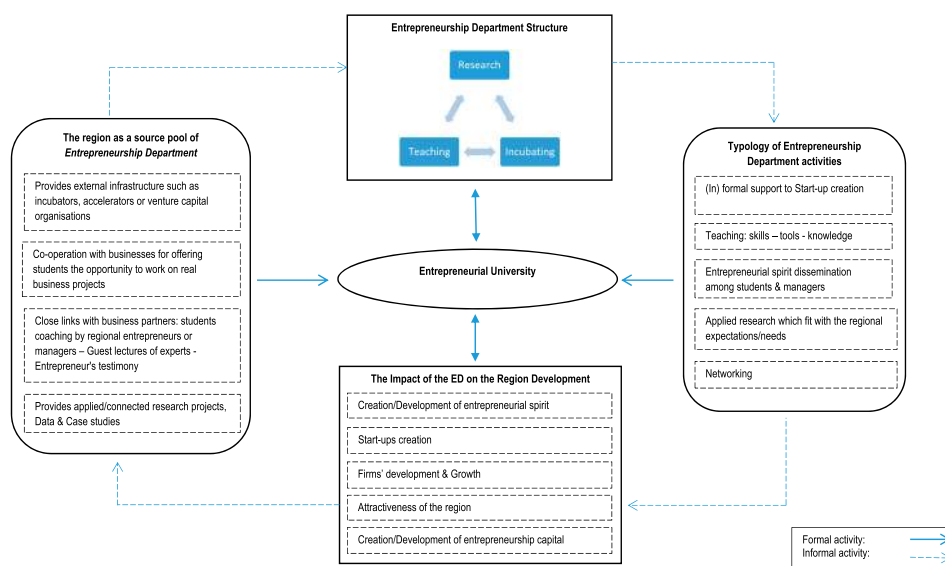 Entrepreneurship Department Structure
Research
Teaching
Incubating
The region as a source pool of
Entrepreneurship Department
Provides external infrastructure such as
incubators, accelerators or venture capital
organisations
Co-operation with businesses for offering
students the opportunity to work on real
business projects
Close links with business partners: students
coaching by regional entrepreneurs or
managers – Guest lectures of experts -
Entrepreneur's testimony
Provides applied/connected research projects,
Data & Case studies
Entrepreneurial University
Typology of Entrepreneurship
Department activities
(In) formal support to Start-up creation
Teaching: skills – tools - knowledge
Entrepreneurial spirit dissemination
among students & managers
Applied research which fit with the regional
expectations/needs
Networking
The Impact of the ED on the Region Development
Creation/Development of entrepreneurial spirit
Start-ups creation
Firms' development & Growth
Attractiveness of the region
Creation/Development of entrepreneurship capital
Formal activity:
Informal activity: